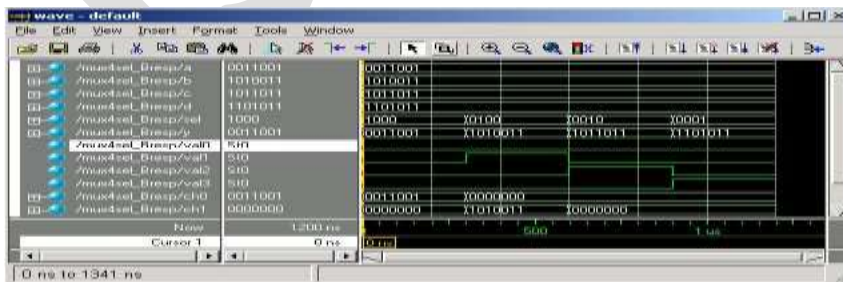 wave - default
File Edit View Insert Format Tools Window
/mux4sel_Bresp/a 0011001 0011001
/mux4sel_Bresp/b 1010011 1010011
/mux4sel_Bresp/c 1011011 1011011
/mux4sel_Bresp/d 1101011 1101011
/mux4sel_Bresp/sel 1000 1000 0100 0010 0001
/mux4sel_Bresp/y 0011001 0011001 1010011 1011011 1101011
/mux4sel_Bresp/val0 St0
/mux4sel_Bresp/val1 St0
/mux4sel_Bresp/val2 St0
/mux4sel_Bresp/val3 St0
/mux4sel_Bresp/ch0 0011001 0011001 0000000
/mux4sel_Bresp/ch1 0000000 0000000 1010011 0000000
Now 1200 ns 500 1 us
Cursor 1 0 ns 0 ns
0 ns to 1341 ns